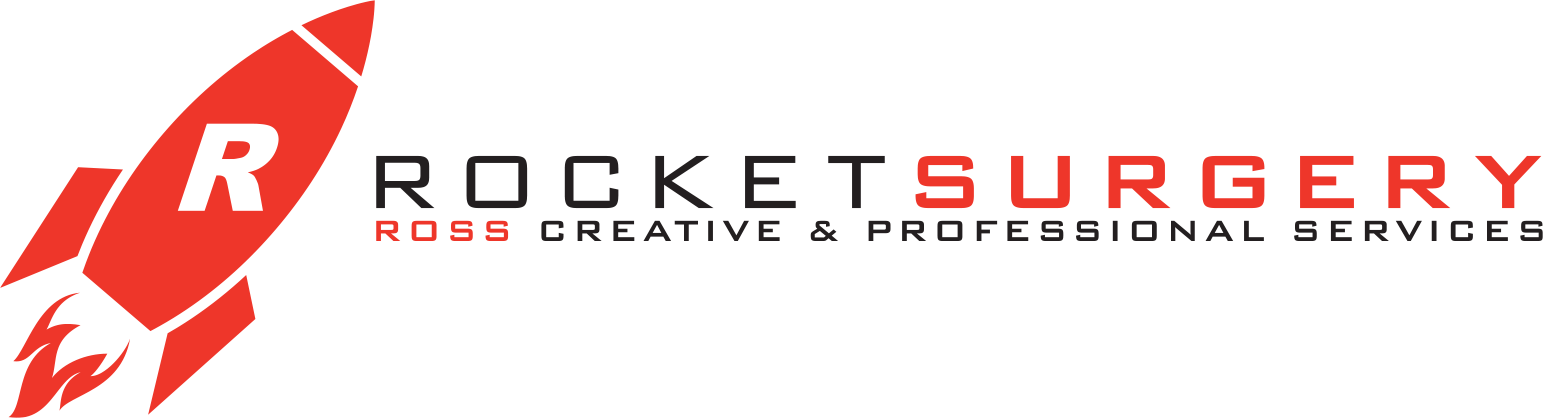 R
ROCKETSURGERY
ROSS CREATIVE & PROFESSIONAL SERVICES